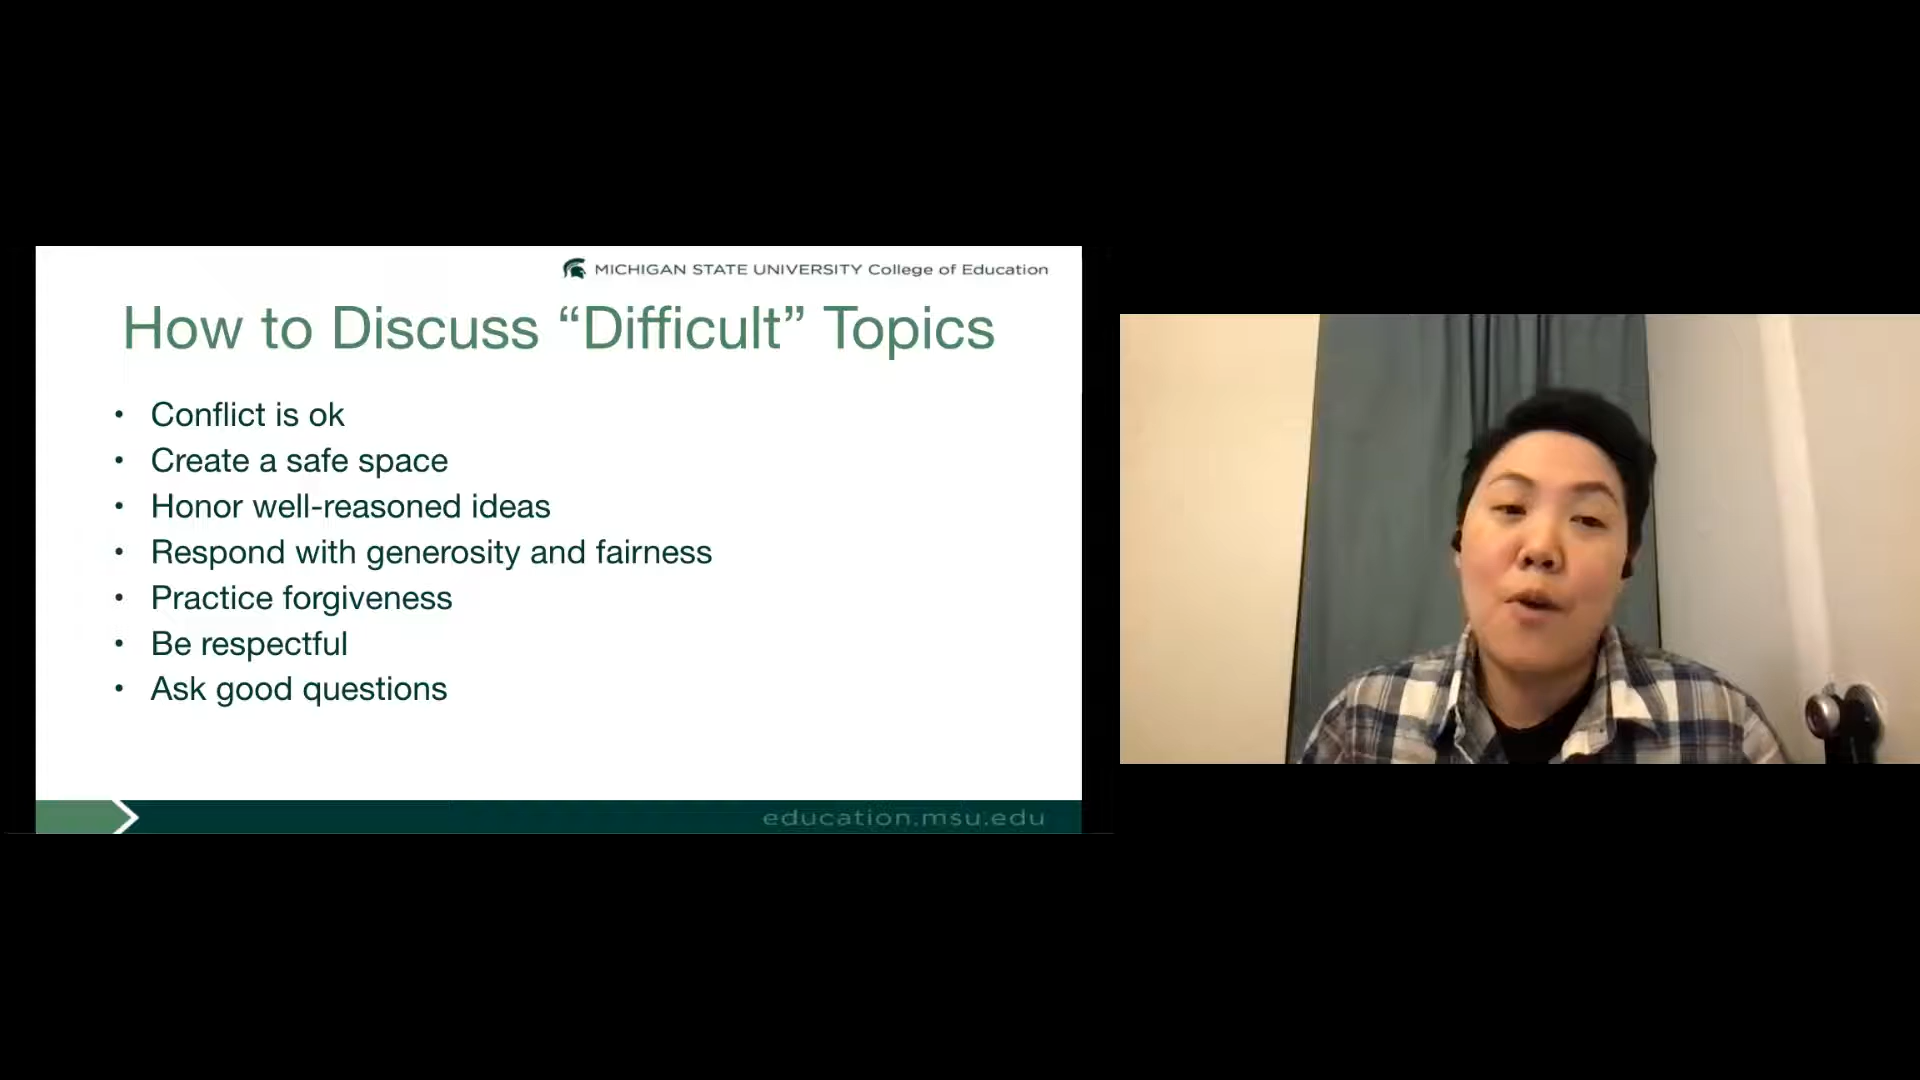 MICHIGAN STATE UNIVERSITY College of Education
How to Discuss “Difficult” Topics
• Conflict is ok
• Create a safe space
• Honor well-reasoned ideas
• Respond with generosity and fairness
• Practice forgiveness
• Be respectful
• Ask good questions
education.msu.edu